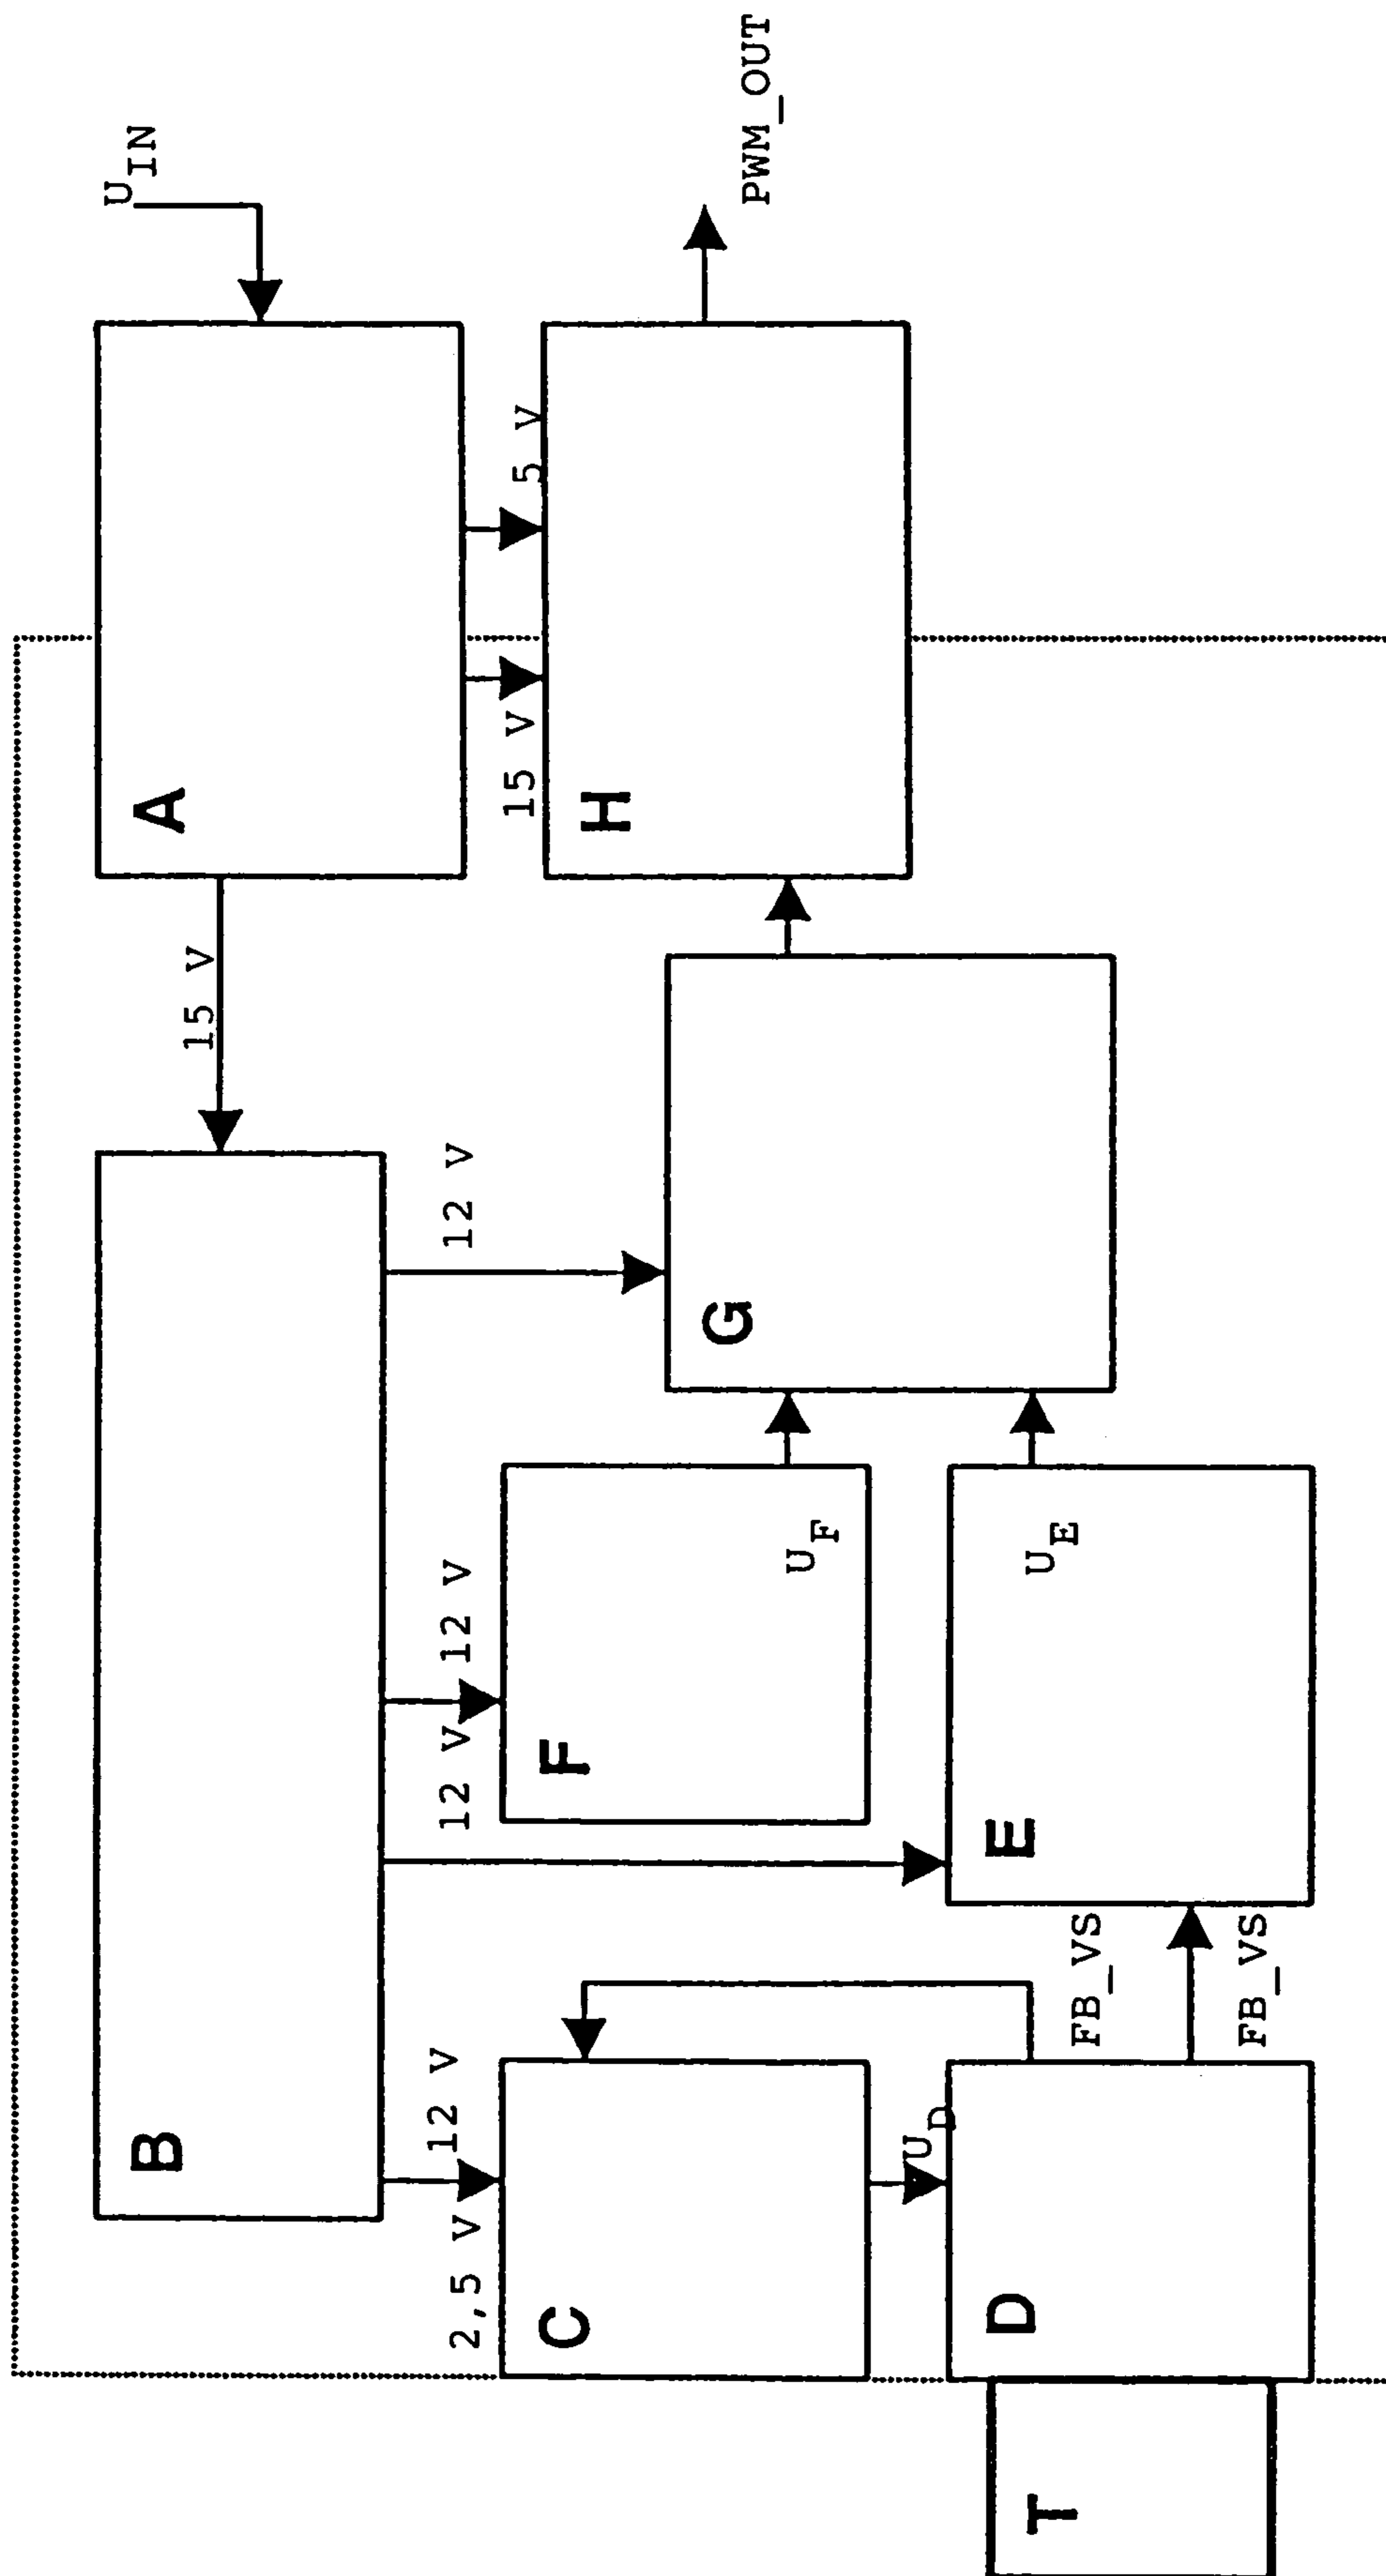 U_IN
B
A
15 V
2,5 V
12 V
12 V
12 V
12 V
15 V
5 V
C
F
H
G
PWM_OUT
U_F
U_D
D
E
U_E
T
FB_VS
FB_VS